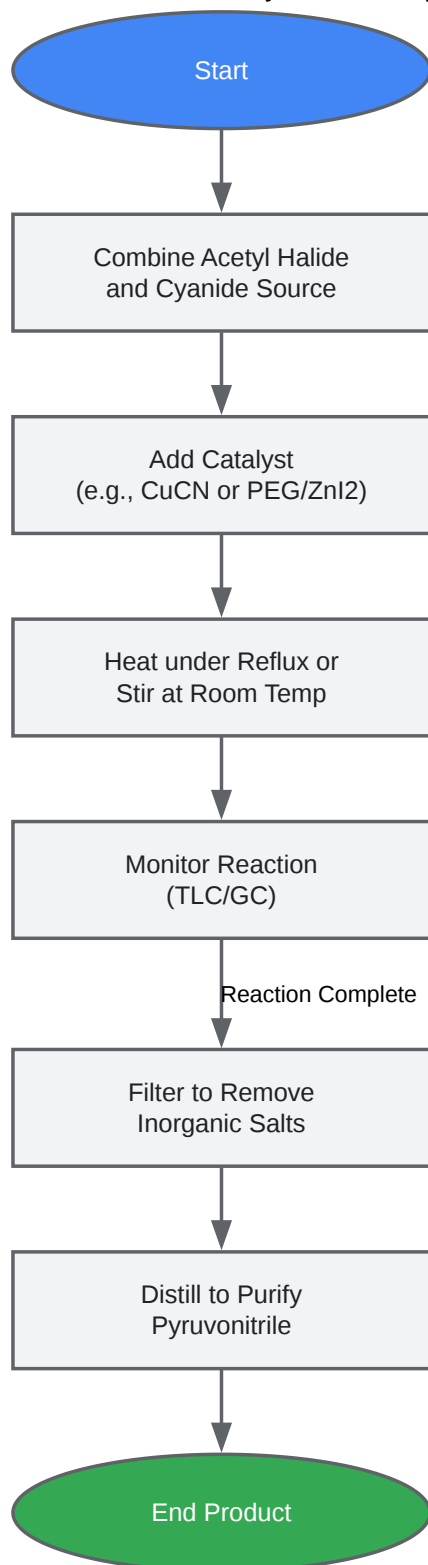 Start
Combine Acetyl Halide
and Cyanide Source
Add Catalyst
(e.g., CuCN or PEG/ZnI2)
Heat under Reflux or
Stir at Room Temp
Monitor Reaction
(TLC/GC)
Reaction Complete
Filter to Remove
Inorganic Salts
Distill to Purify
Pyruvonitrile
End Product